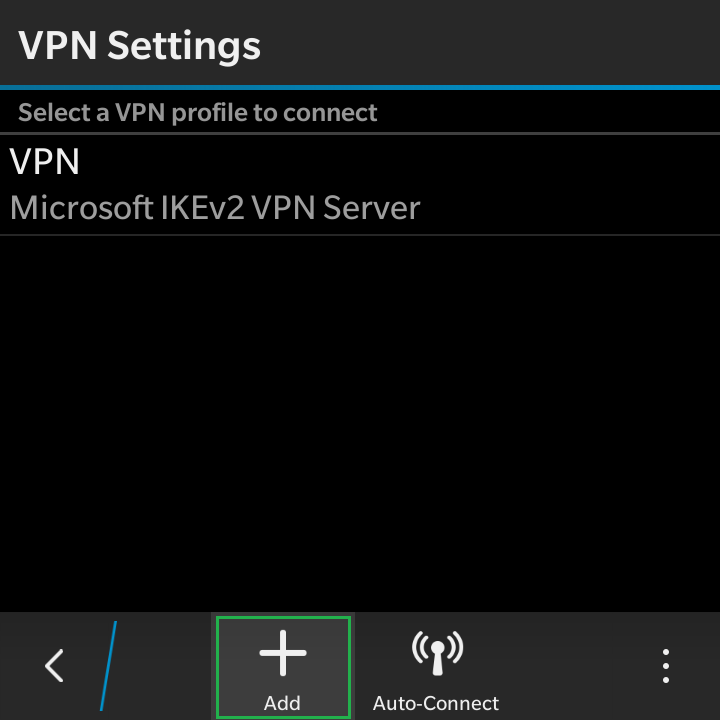 VPN Settings
Select a VPN profile to connect
VPN
Microsoft IKEv2 VPN Server
Add
Auto-Connect